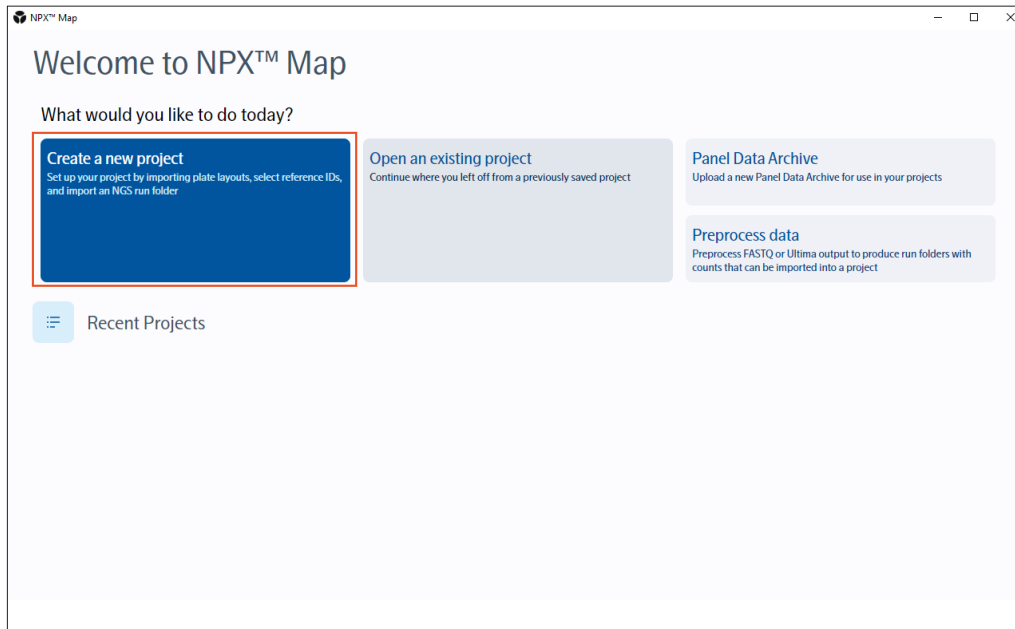 NPX™ Map
Welcome to NPX™ Map
What would you like to do today?
Create a new project
Set up your project by importing plate layouts, select reference IDs,
and import an NGS run folder
Open an existing project
Continue where you left off from a previously saved project
Panel Data Archive
Upload a new Panel Data Archive for use in your projects
Preprocess data
Preprocess FASTQ or Ultima output to produce run folders with
counts that can be imported into a project
Recent Projects